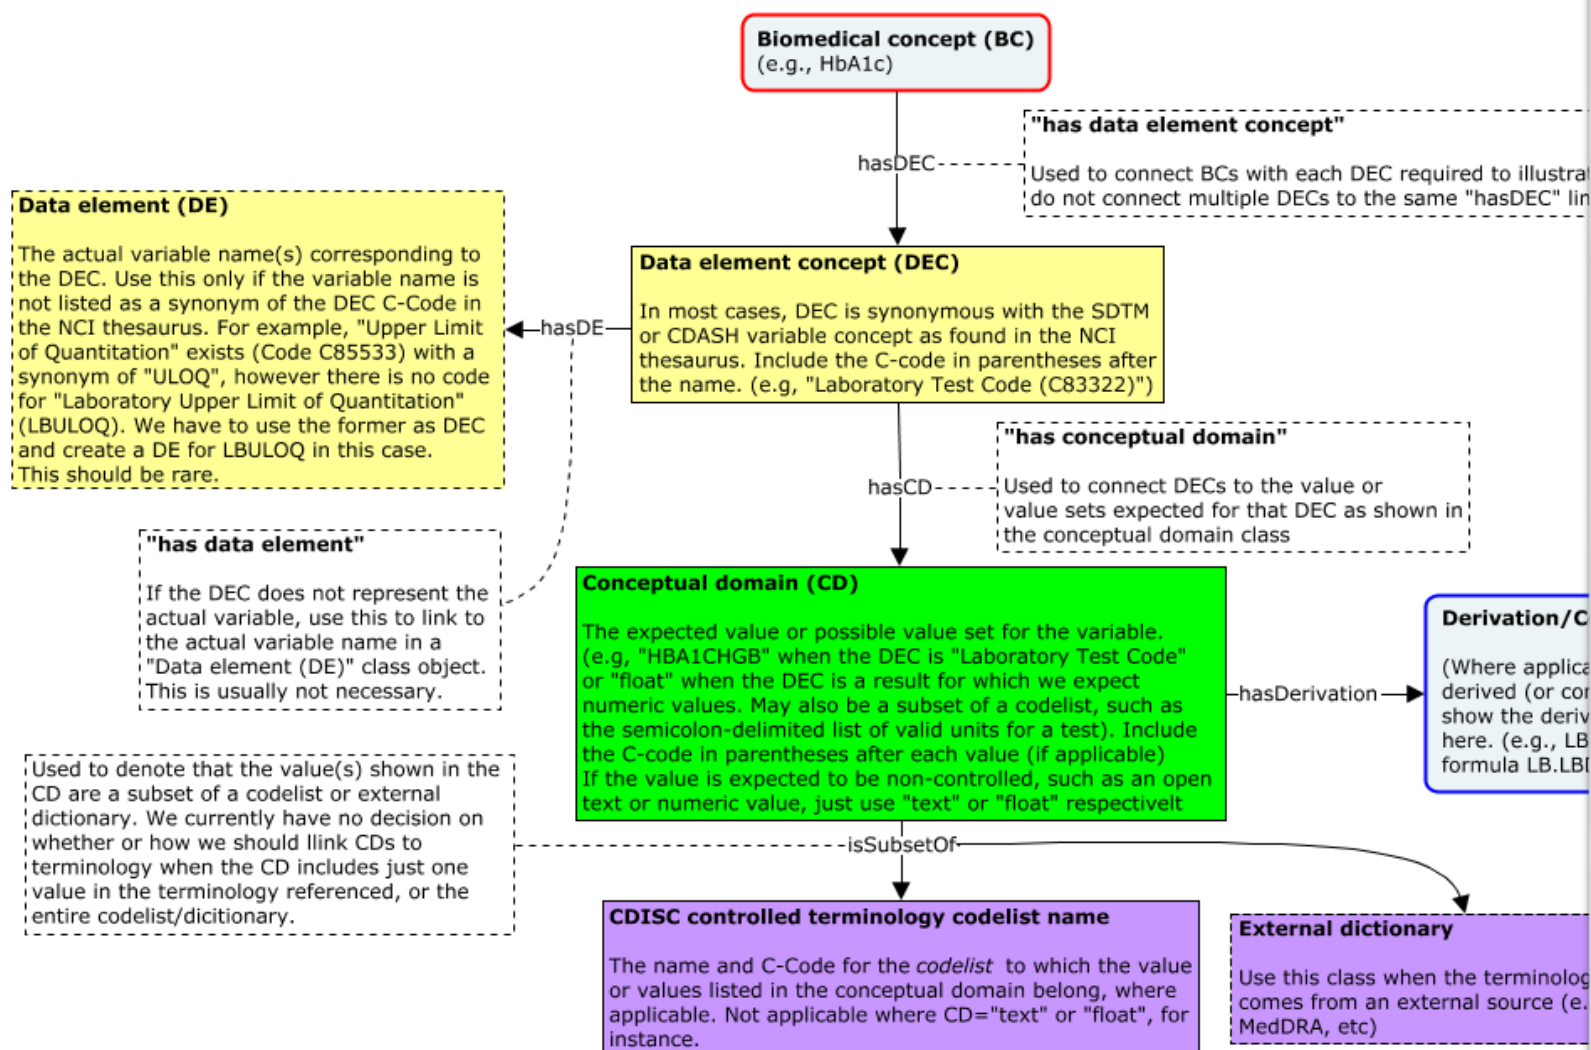 Biomedical concept (BC)
(e.g., HbA1c)
"has data element concept"
Used to connect BCs with each DEC required to
do not connect multiple DECs to the same "hasDEC"
hasDEC
Data element (DE)
The actual variable name(s) corresponding to
the DEC. Use this only if the variable name is
not listed as a synonym of the DEC C-Code in
the NCI thesaurus. For example, "Upper Limit
of Quantitation" exists (Code C85533) with a
synonym of "ULOQ", however there is no code
for "Laboratory Upper Limit of Quantitation"
(LBULOQ). We have to use the former as DEC
and create a DE for LBULOQ in this case.
This should be rare.
hasDE
Data element concept (DEC)
In most cases, DEC is synonymous with the SDTM
or CDASH variable concept as found in the NCI
thesaurus. Include the C-code in parentheses after
the name. (e.g, "Laboratory Test Code (C83322)")
"has conceptual domain"
Used to connect DECs to the value or
value sets expected for that DEC as shown in
the conceptual domain class
hasCD
"has data element"
If the DEC does not represent the
actual variable, use this to link to
the actual variable name in a
"Data element (DE)" class object.
This is usually not necessary.
Conceptual domain (CD)
The expected value or possible value set for the variable.
(e.g, "HBA1CHGB" when the DEC is "Laboratory Test Code"
or "float" when the DEC is a result for which we expect
numeric values. May also be a subset of a codelist, such as
the semicolon-delimited list of valid units for a test). Include
the C-code in parentheses after each value (if applicable)
If the value is expected to be non-controlled, such as an open
text or numeric value, just use "text" or "float" respectivelt
hasDerivation
Derivation/
(Where
derived (or
show the
here. (e.g.,
formula
Used to denote that the value(s) shown in the
CD are a subset of a codelist or external
dictionary. We currently have no decision on
whether or how we should llink CDs to
terminology when the CD includes just one
value in the terminology referenced, or the
entire codelist/dicitionary.
isSubsetOf
CDISC controlled terminology codelist name
The name and C-Code for the codelist to which the value
or values listed in the conceptual domain belong, where
applicable. Not applicable where CD="text" or "float", for
instance.
External dictionary
Use this class when the
comes from an external source
MedDRA, etc)